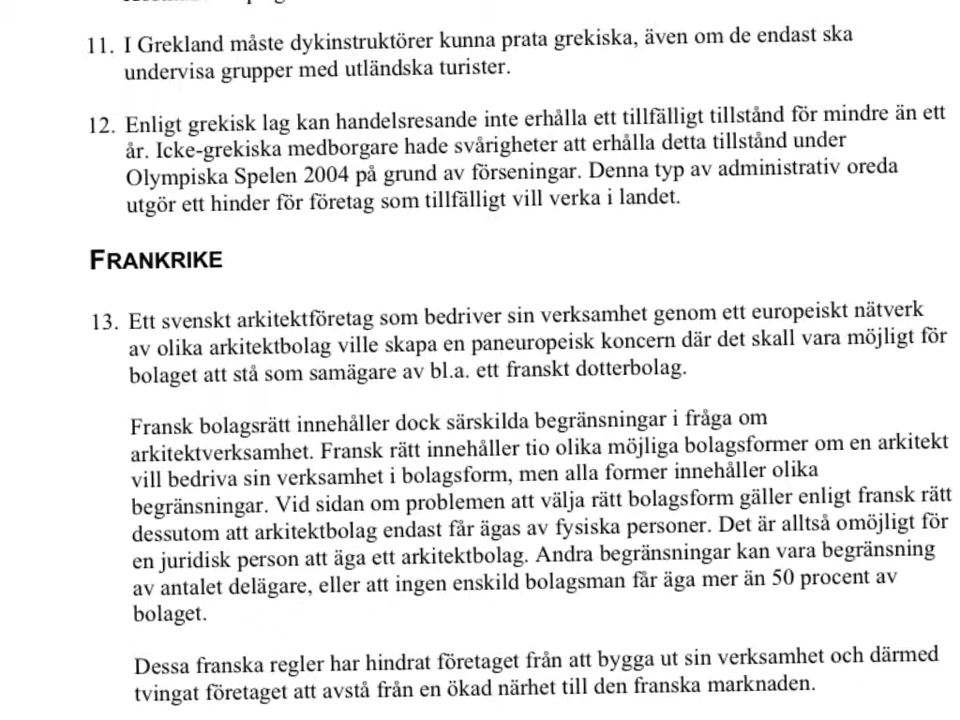 11. I Grekland måste dykinstruktörer kunna prata grekiska, även om de endast ska
undervisa grupper med utländska turister.
12. Enligt grekisk lag kan handelsresande inte erhålla ett tillfälligt tillstånd för mindre än ett
år. Icke-grekiska medborgare hade svårigheter att erhålla detta tillstånd under
Olympiska Spelen 2004 på grund av förseningar. Denna typ av administrativ oreda
utgör ett hinder för företag som tillfälligt vill verka i landet.
FRANKRIKE
13. Ett svenskt arkitektföretag som bedriver sin verksamhet genom ett europeiskt nätverk
av olika arkitektbolag ville skapa en paneuropeisk koncern där det skall vara möjligt för
bolaget att stå som samägare av bl.a. ett franskt dotterbolag.
Fransk bolagsrätt innehåller dock särskilda begränsningar i fråga om
arkitektverksamhet. Fransk rätt innehåller tio olika möjliga bolagsformer om en arkitekt
vill bedriva sin verksamhet i bolagsform, men alla former innehåller olika
begränsningar. Vid sidan om problemen att välja rätt bolagsform gäller enligt fransk rätt
dessutom att arkitektbolag endast får ägas av fysiska personer. Det är alltså omöjligt för
en juridisk person att äga ett arkitektbolag. Andra begränsningar kan vara begränsning
av antalet delägare, eller att ingen enskild bolagsman får äga mer än 50 procent av
bolaget.
Dessa franska regler har hindrat företaget från att bygga ut sin verksamhet och därmed
tvingat företaget att avstå från en ökad närhet till den franska marknaden.